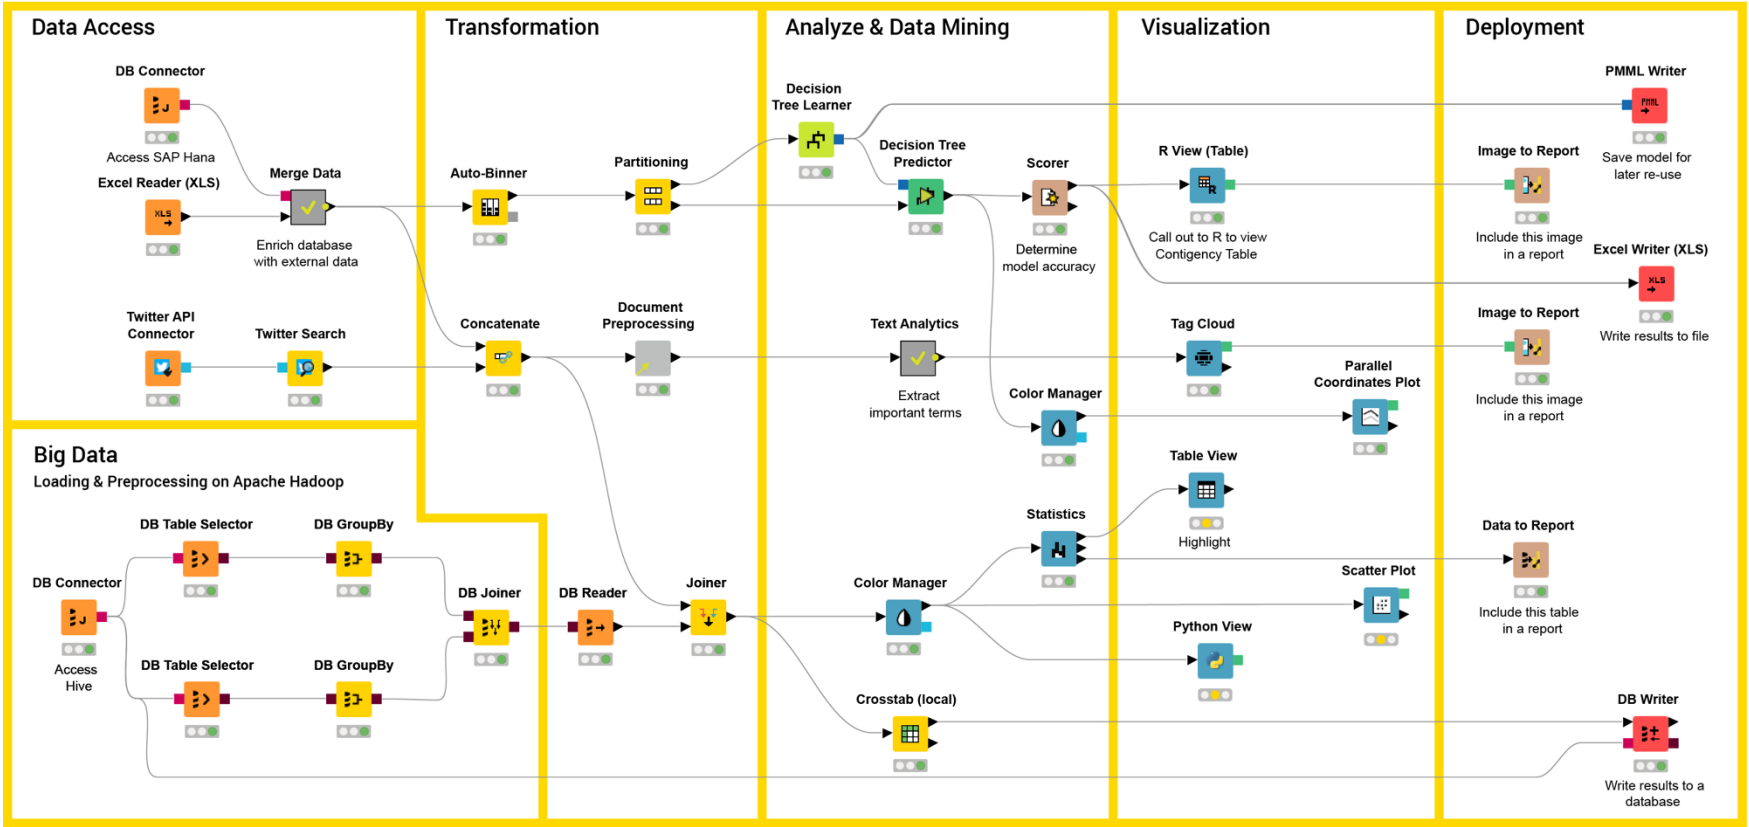 Data Access
DB Connector
Access SAP Hana
Excel Reader (XLS)
XLS
Merge Data
Enrich database
with external data
Twitter API
Connector
Twitter Search
Big Data
Loading & Preprocessing on Apache Hadoop
DB Connector
Access
Hive
DB Table Selector
DB GroupBy
DB Table Selector
DB GroupBy
DB Joiner
Transformation
Auto-Binner
Partitioning
Concatenate
Document
Preprocessing
DB Reader
Joiner
Analyze & Data Mining
Decision
Tree Learner
Decision Tree
Predictor
Scorer
Determine
model accuracy
Text Analytics
Extract
important terms
Color Manager
Statistics
Color Manager
Crosstab (local)
Visualization
R View (Table)
R
Call out to R to view
Contigency Table
Tag Cloud
Parallel
Coordinates Plot
Table View
Highlight
Scatter Plot
Python View
Deployment
PMML Writer
PMML
Save model for
later re-use
Image to Report
Include this image
in a report
Excel Writer (XLS)
XLS
Write results to file
Image to Report
Include this image
in a report
Data to Report
Include this table
in a report
DB Writer
Write results to a
database